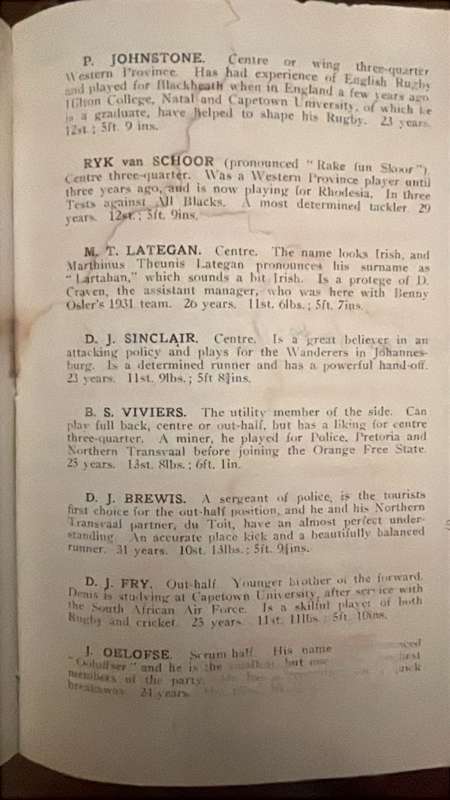 P. JOHNSTONE. Centre or wing three-quarter
Western Province. Has had experience of English Rugby
and played for Blackheath when in England a few years ago
Hilton College, Natal and Capetown University, of which he
is a graduate, have helped to shape his Rugby. 23 years.
12st.; 5ft. 9 ins.
RYK van SCHOOR (pronounced "Rake fun Skoor").
Centre three-quarter. Was a Western Province player until
three years ago, and is now playing for Rhodesia. In three
Tests against All Blacks. A most determined tackler. 29
years. 12st.; 5ft. 9ins.
M. T. LATEGAN. Centre. The name looks Irish, and
Marthinus Theunis Lategan pronounces his surname as
"Lartahan," which sounds a bit Irish. Is a protege of D.
Craven, the assistant manager, who was here with Benny
Osler's 1931 team. 26 years. 11st. 6lbs.; 5ft. 7ins.
D. J. SINCLAIR. Centre. Is a great believer in an
attacking policy and plays for the Wanderers in Johannes-
burg. Is a determined runner and has a powerful hand-off.
23 years. 11st. 9lbs.; 5ft 8½ins.
B. S. VIVIERS. The utility member of the side. Can
play full back, centre or out-half, but has a liking for centre
three-quarter. A miner, he played for Police, Pretoria and
Northern Transvaal before joining the Orange Free State.
25 years. 13st. 8lbs.; 6ft. 1in.
D. J. BREWIS. A sergeant of police, is the tourists
first choice for the out-half position, and he and his Northern
Transvaal partner, du Toit, have an almost perfect under-
standing. An accurate place kick and a beautifully balanced
runner. 31 years. 10st. 13lbs.; 5ft. 9½ins.
D. J. FRY. Out-half. Younger brother of the forward.
Denis is studying at Capetown University, after service with
the South African Air Force. Is a skilful player of both
Rugby and cricket. 25 years. 11st. 11lbs.; 5ft. 10ins.
J. OELOFSE. Scrum half. His name
and he is the smallest but
members of the party.
breakaway. 24 years.